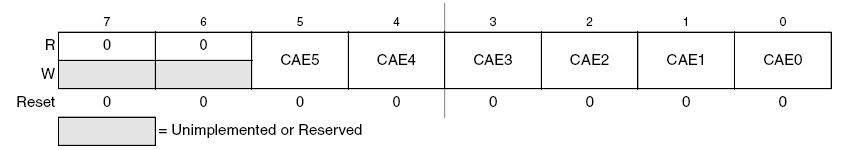 7 6 5 4 3 2 1 0
R 0 0 CAE5 CAE4 CAE3 CAE2 CAE1 CAE0
W
Reset 0 0 0 0 0 0 0 0
= Unimplemented or Reserved